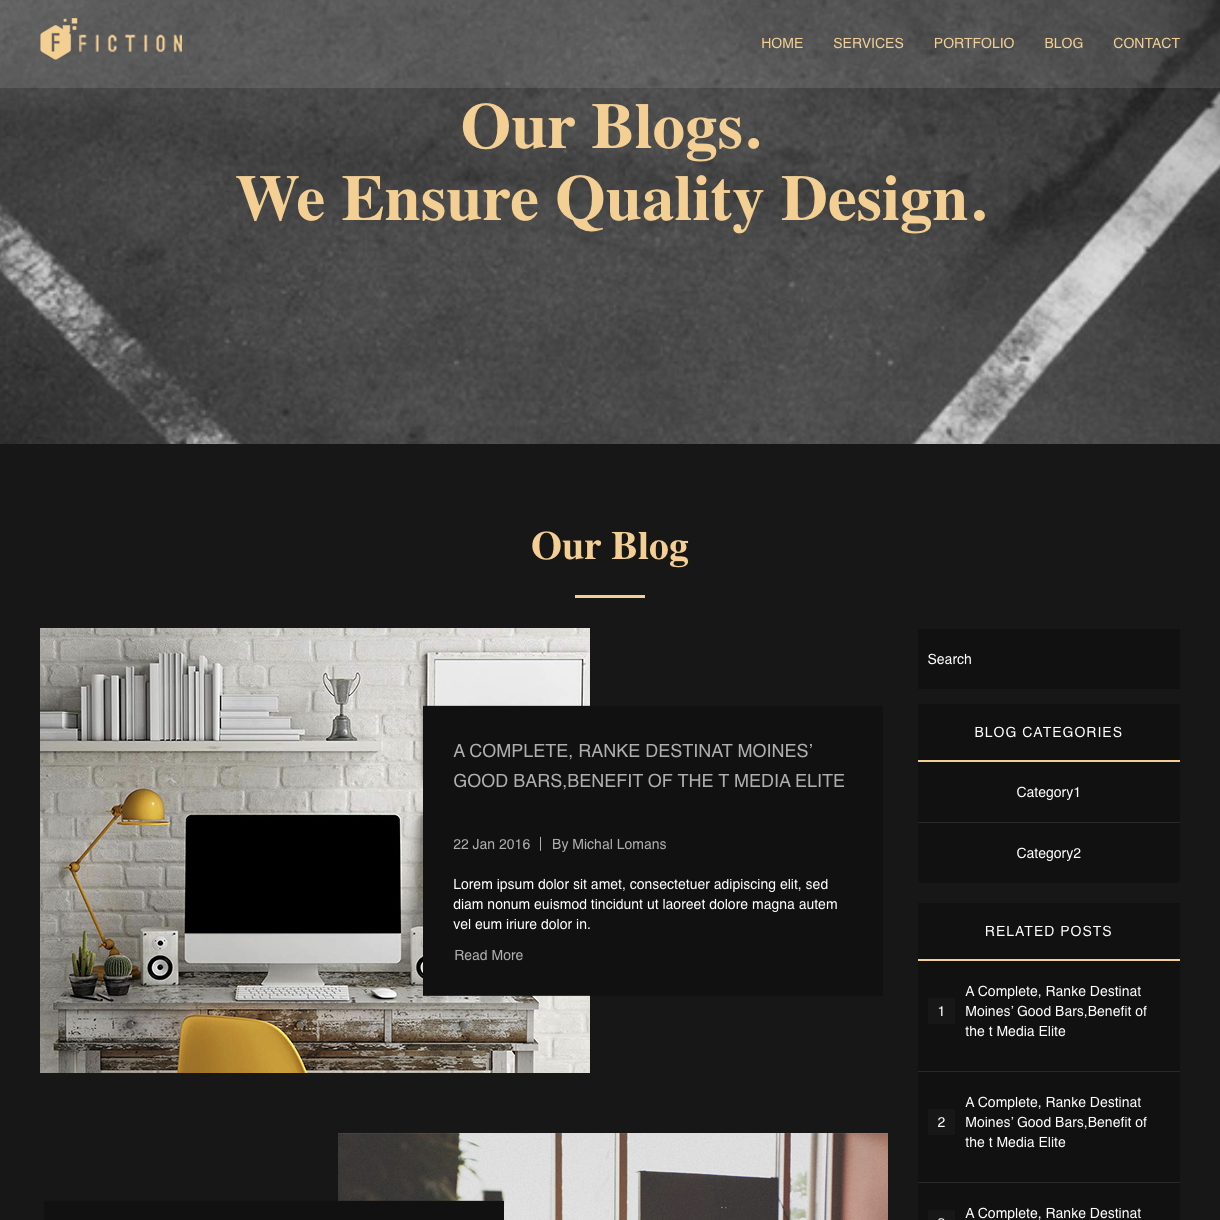 FICTION
HOME SERVICES PORTFOLIO BLOG CONTACT
Our Blogs.
We Ensure Quality Design.
Our Blog
A COMPLETE, RANKE DESTINAT MOINES’
GOOD BARS,BENEFIT OF THE T MEDIA ELITE
22 Jan 2016 | By Michal Lomans
Lorem ipsum dolor sit amet, consectetuer adipiscing elit, sed
diam nonum euismod tincidunt ut laoreet dolore magna autem
vel eum iriure dolor in.
Read More
Search
BLOG CATEGORIES
Category1
Category2
RELATED POSTS
1
A Complete, Ranke Destinat
Moines’ Good Bars,Benefit of
the t Media Elite
2
A Complete, Ranke Destinat
Moines’ Good Bars,Benefit of
the t Media Elite
A Complete, Ranke Destinat